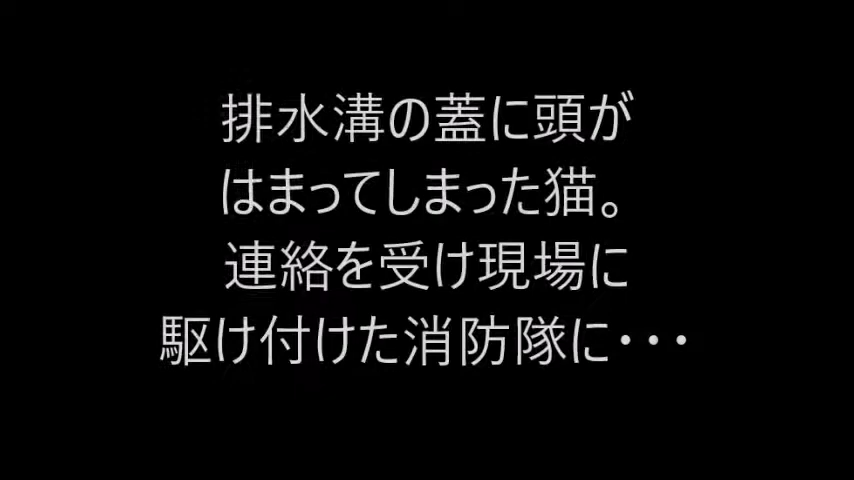 排水溝の蓋に頭が
はまってしまった猫。
連絡を受け現場に
駆け付けた消防隊に・・・